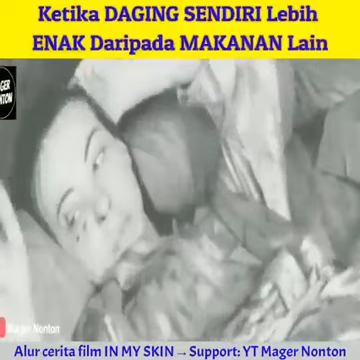 Ketika DAGING SENDIRI Lebih
ENAK Daripada MAKANAN Lain
NONTON
Mager Nonton
Alur cerita film IN MY SKIN → Support: YT Mager Nonton